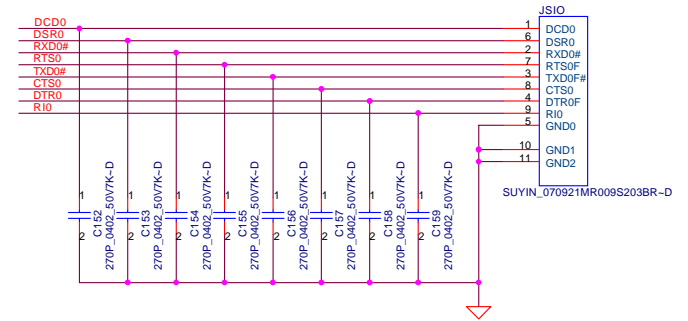 JSIO
DCD0 1 DCD0
DSR0 6 DSR0
RXD0# 2 RXD0#
RTS0 7 RTS0F
TXD0# 3 TXD0F#
CTS0 8 CTS0
DTR0 4 DTR0F
RI0 9 RI0
5 GND0
10 GND1
11 GND2
SUYIN_070921MR009S203BR~D
1 1 1 1 1 1 1 1
2 2 2 2 2 2 2 2
C152
270P_0402_50V7K~D
C153
270P_0402_50V7K~D
C154
270P_0402_50V7K~D
C155
270P_0402_50V7K~D
C156
270P_0402_50V7K~D
C157
270P_0402_50V7K~D
C158
270P_0402_50V7K~D
C159
270P_0402_50V7K~D